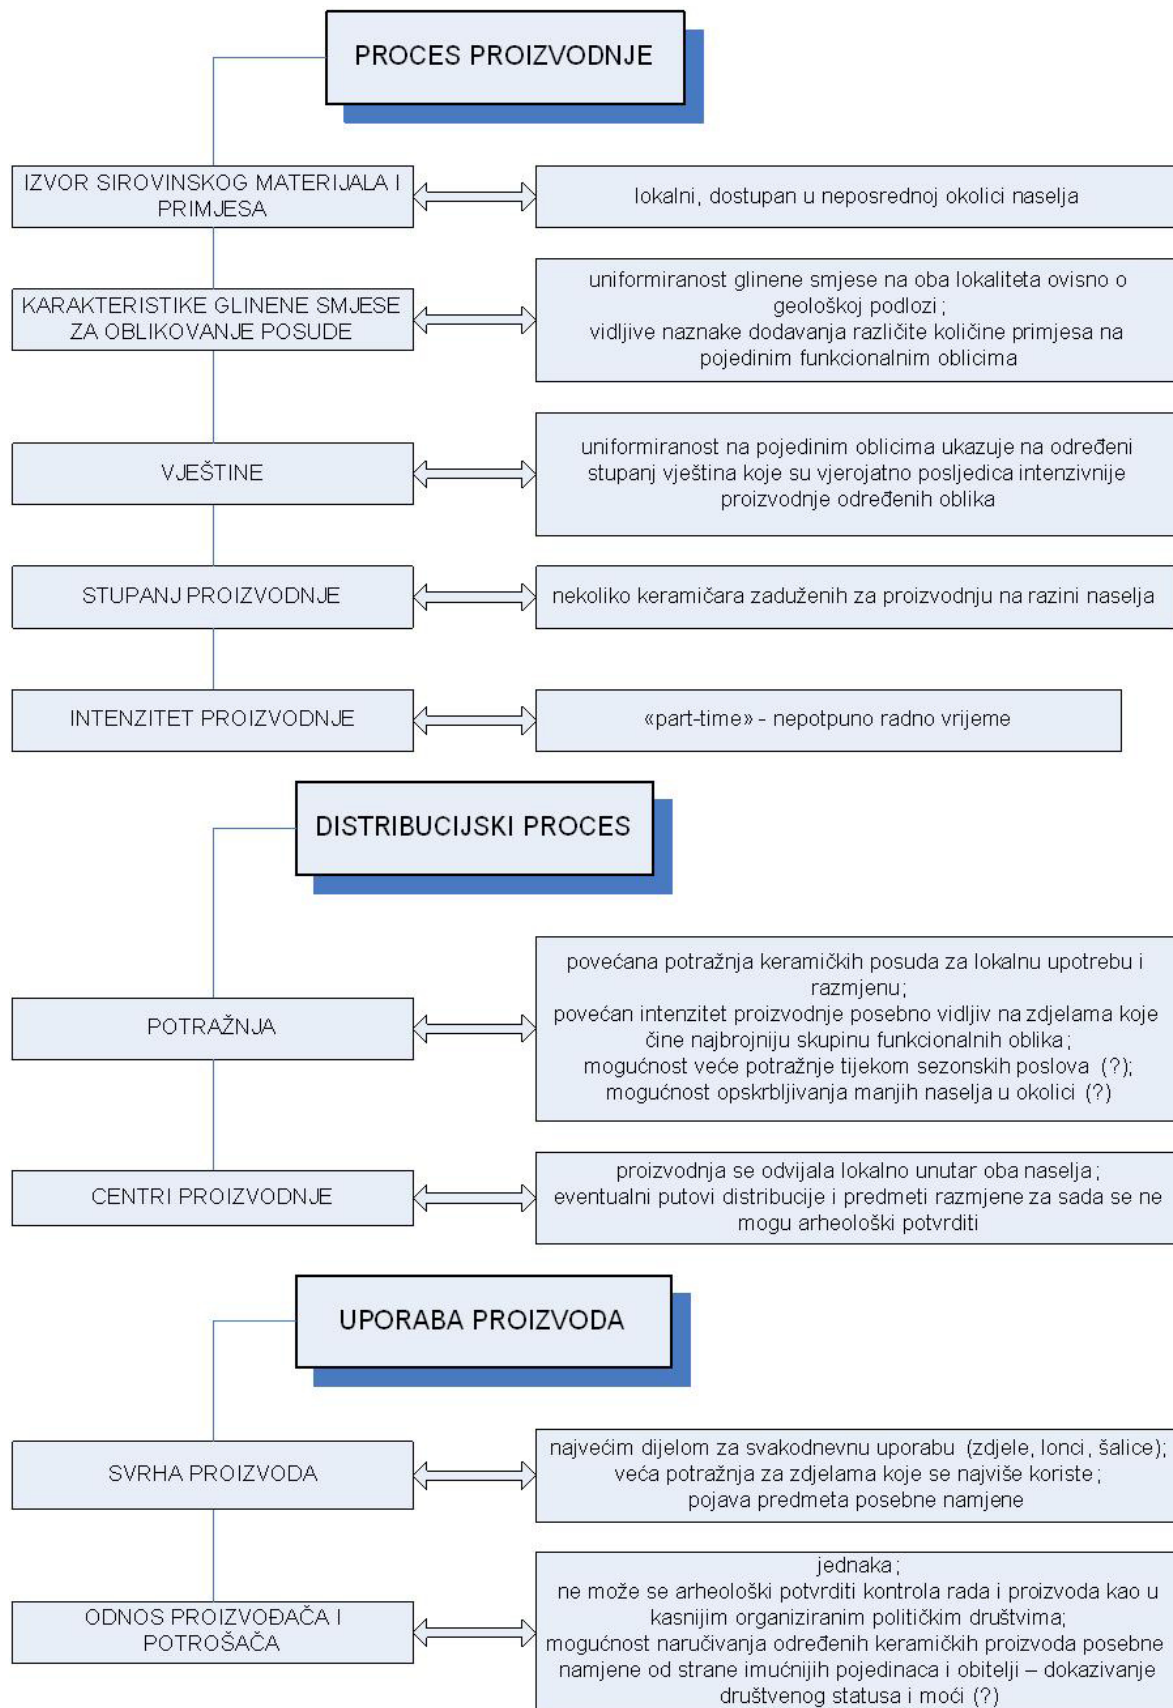 PROCES PROIZVODNJE
IZVOR SIROVINSKOG MATERIJALA I
PRIMJESA
lokalni, dostupan u neposrednoj okolici naselja
KARAKTERISTIKE GLINENE SMJESE
ZA OBLIKOVANJE POSUDE
uniformiranost glinene smjese na oba lokaliteta ovisno o
geološkoj podlozi;
vidljive naznake dodavanja različite količine primjesa na
pojedinim funkcionalnim oblicima
VJEŠTINE
uniformiranost na pojedinim oblicima ukazuje na određeni
stupanj vještina koje su vjerojatno posljedica intenzivnije
proizvodnje određenih oblika
STUPANJ PROIZVODNJE
nekoliko keramičara zaduženih za proizvodnju na razini naselja
INTENZITET PROIZVODNJE
«part-time» - nepotpuno radno vrijeme
DISTRIBUCIJSKI PROCES
POTRAŽNJA
povećana potražnja keramičkih posuda za lokalnu upotrebu i
razmjenu;
povećan intenzitet proizvodnje posebno vidljiv na zdjelama koje
čine najbrojniju skupinu funkcionalnih oblika;
mogućnost veće potražnje tijekom sezonskih poslova (?);
mogućnost opskrbljivanja manjih naselja u okolici (?)
CENTRI PROIZVODNJE
proizvodnja se odvijala lokalno unutar oba naselja;
eventualni putovi distribucije i predmeti razmjene za sada se ne
mogu arheološki potvrditi
UPORABA PROIZVODA
SVRHA PROIZVODA
najvećim dijelom za svakodnevnu uporabu (zdjele, lonci, šalice);
veća potražnja za zdjelama koje se najviše koriste;
pojava predmeta posebne namjene
ODNOS PROIZVOĐAČA I
POTROŠAČA
jednaka;
ne može se arheološki potvrditi kontrola rada i proizvoda kao u
kasnijim organiziranim političkim društvima;
mogućnost naručivanja određenih keramičkih proizvoda posebne
namjene od strane imućnijih pojedinaca i obitelji – dokazivanje
društvenog statusa i moći (?)